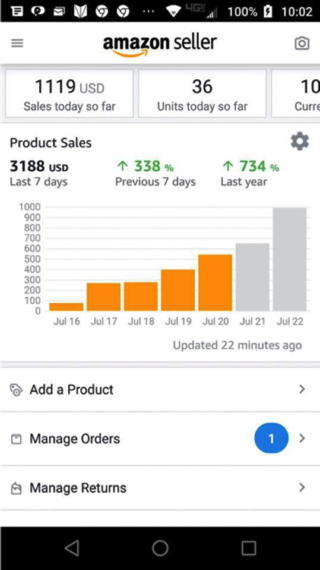 4G
100%
10:02
amazon seller
1119 USD
Sales today so far
36
Units today so far
10
Curre
Product Sales
3188 USD
Last 7 days
↑ 338 %
Previous 7 days
↑ 734 %
Last year
1000
900
800
700
600
500
400
300
200
100
0
Jul 16 Jul 17 Jul 18 Jul 19 Jul 20 Jul 21 Jul 22
Updated 22 minutes ago
Add a Product
Manage Orders
1
Manage Returns